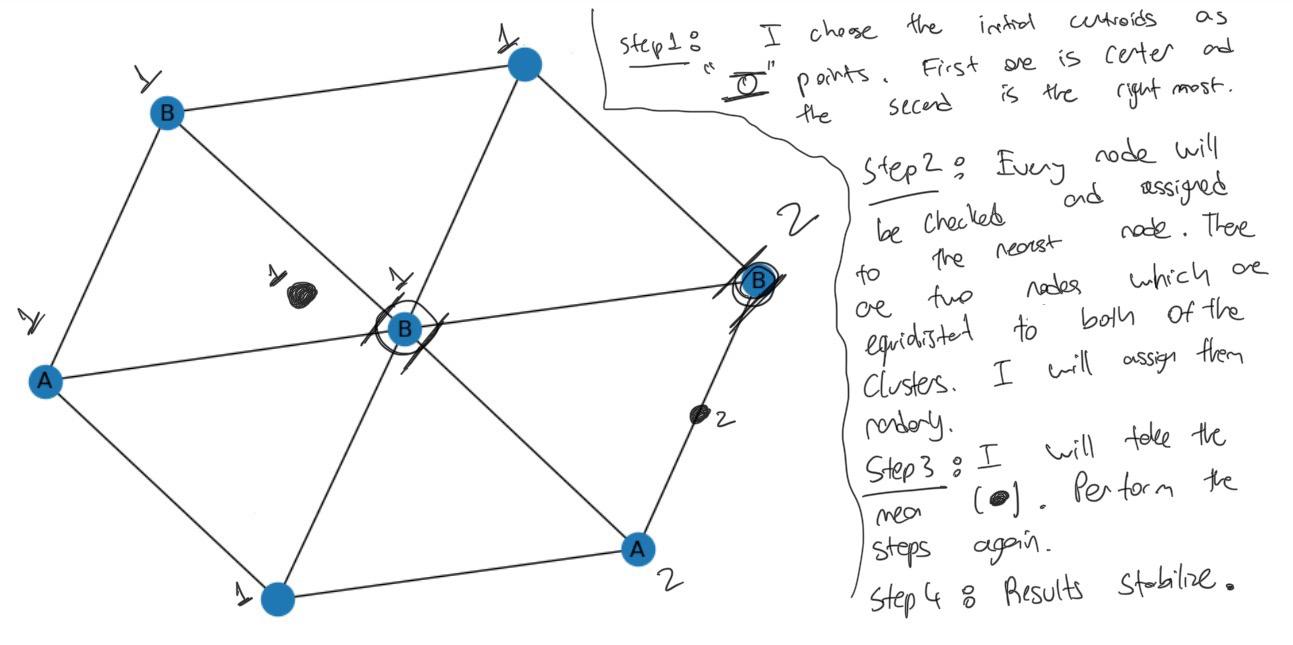 1
1
B
Step 1: I choose the initial centroids as
"O" points. First one is center and
the second is the right most.
Step 2: Every node will
be checked and assigned
to the nearest node. There
are two nodes which are
equidisted to both of the
clusters. I will assign them
randomly.
Step 3: I will take the
mean (●). Perform the
steps again.
Step 4: Results stabilize.
2
B
1
1
B
1
A
2
A
2
1